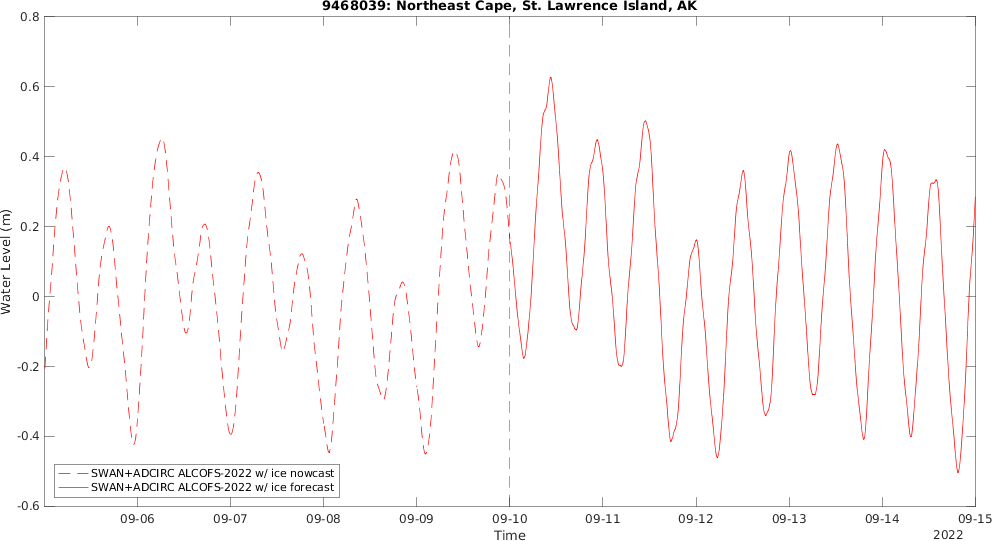 9468039: Northeast Cape, St. Lawrence Island, AK
0.8
0.6
0.4
0.2
0
-0.2
-0.4
-0.6
Water Level (m)
SWAN+ADCIRC ALCOFS-2022 w/ ice nowcast
SWAN+ADCIRC ALCOFS-2022 w/ ice forecast
09-06 09-07 09-08 09-09 09-10 09-11 09-12 09-13 09-14 09-15
Time
2022